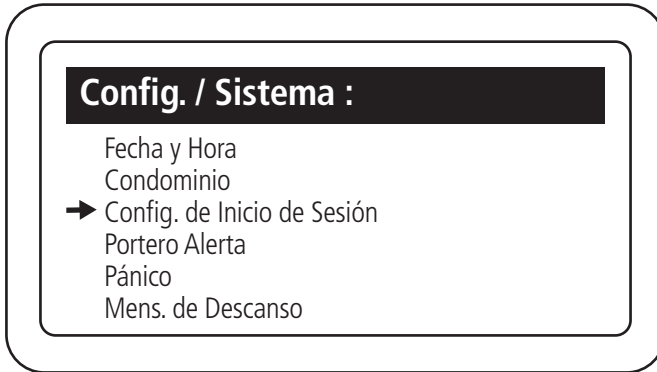 Config. / Sistema :
Fecha y Hora
Condominio
Config. de Inicio de Sesión
Portero Alerta
Pánico
Mens. de Descanso